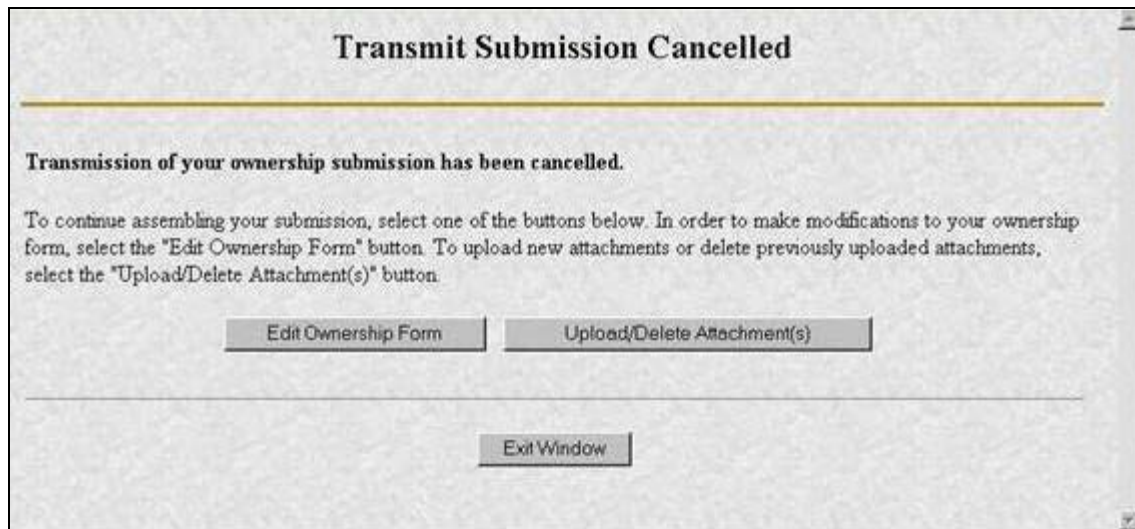 Transmit Submission Cancelled
Transmission of your ownership submission has been cancelled.
To continue assembling your submission, select one of the buttons below. In order to make modifications to your ownership
form, select the "Edit Ownership Form" button. To upload new attachments or delete previously uploaded attachments,
select the "Upload/Delete Attachment(s)" button.
Edit Ownership Form Upload/Delete Attachment(s)
Exit Window